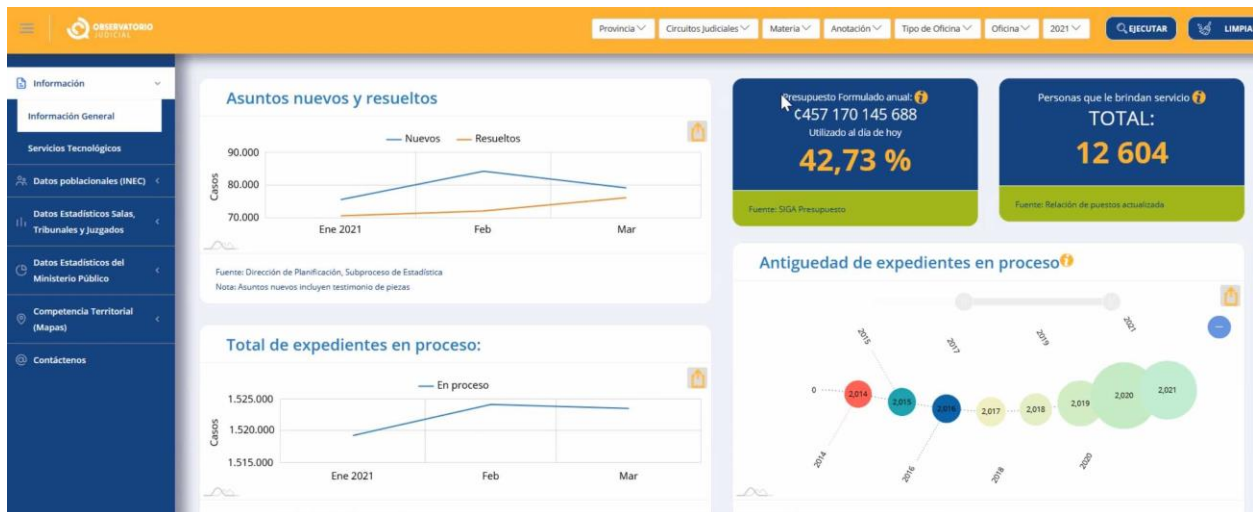 OBSERVATORIO
JUDICIAL
Provincia
Circuitos Judiciales
Materia
Anotación
Tipo de Oficina
Oficina
2021
EJECUTAR
LIMPIA
Información
Información General
Servicios Tecnológicos
Datos poblacionales (INEC)
Datos Estadísticos Salas,
Tribunales y Juzgados
Datos Estadísticos del
Ministerio Público
Competencia Territorial
(Mapas)
Contáctenos
Asuntos nuevos y resueltos
Nuevos
Resueltos
90.000
80.000
70.000
Casos
Ene 2021
Feb
Mar
Fuente: Dirección de Planificación, Subproceso de Estadística
Nota: Asuntos nuevos incluyen testimonio de piezas
Total de expedientes en proceso:
En proceso
1.525.000
1.520.000
1.515.000
Casos
Ene 2021
Feb
Mar
Presupuesto Formulado anual:
₡457 170 145 688
Utilizado al día de hoy
42,73 %
Fuente: SIGA Presupuesto
Personas que le brindan servicio
TOTAL:
12 604
Fuente: Relación de puestos actualizada
Antiguedad de expedientes en proceso
2015
2017
2019
2021
0
2,014
2,015
2,016
2,017
2,018
2,019
2,020
2,021
2014
2016
2018
2020